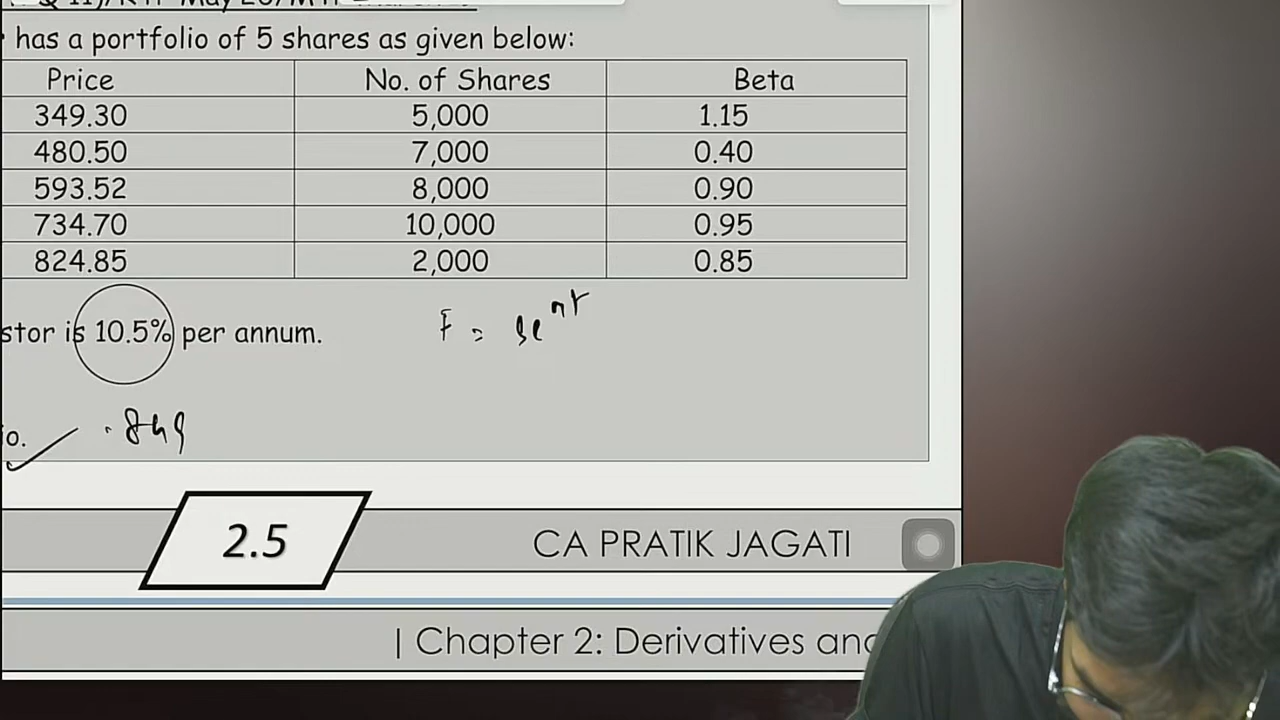 has a portfolio of 5 shares as given below:
Price No. of Shares Beta
349.30 5,000 1.15
480.50 7,000 0.40
593.52 8,000 0.90
734.70 10,000 0.95
824.85 2,000 0.85
stor is 10.5% per annum.
F = se^nr
io. .849
2.5
CA PRATIK JAGATI
| Chapter 2: Derivatives and